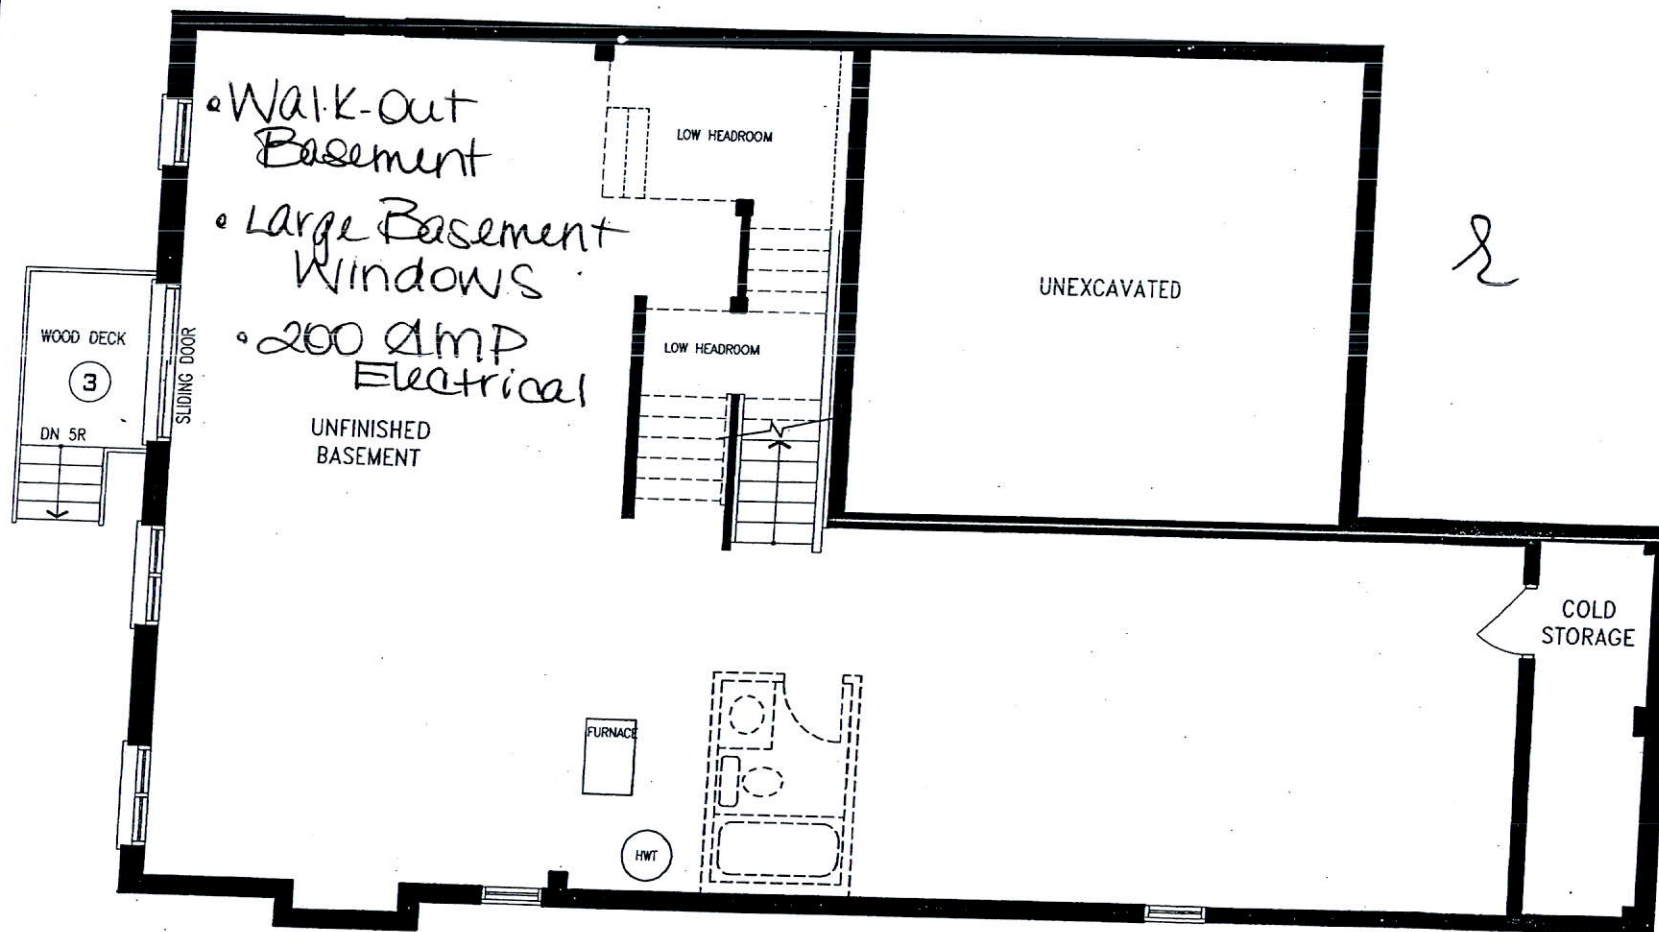 • Walk-Out
Basement
• Large Basement
Windows
• 200 Amp
Electrical
LOW HEADROOM
UNEXCAVATED
WOOD DECK
3
SLIDING DOOR
DN 5R
LOW HEADROOM
UNFINISHED
BASEMENT
COLD
STORAGE
FURNACE
HWT